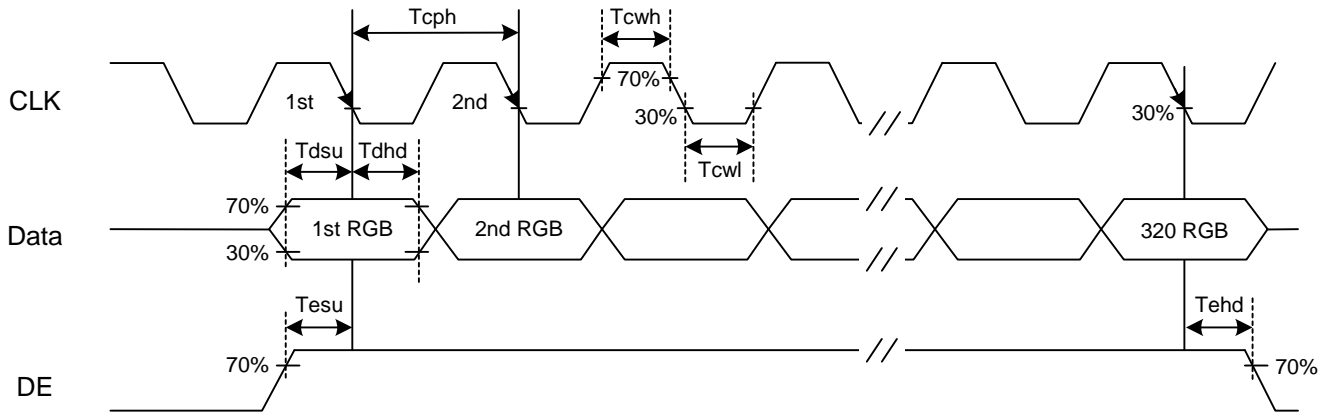 Tcph
Tcwh
CLK
1st
2nd
70%
30%
30%
Tdsu
Tdhd
Tcwl
70%
Data
1st RGB
2nd RGB
320 RGB
30%
Tesu
Tehd
70%
70%
DE